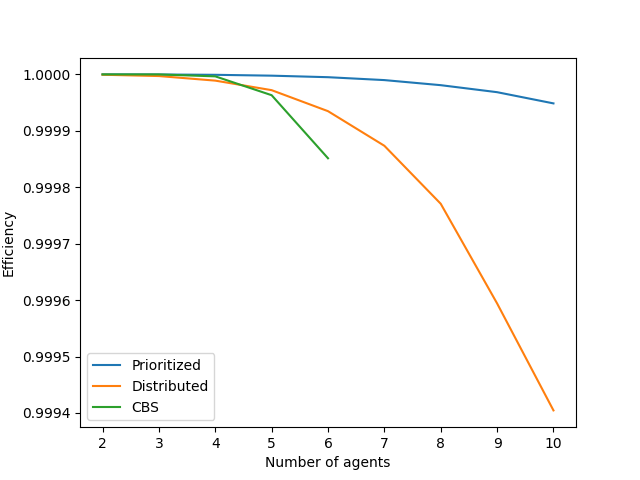 1.0000
0.9999
0.9998
0.9997
0.9996
0.9995
0.9994
Efficiency
Prioritized
Distributed
CBS
2 3 4 5 6 7 8 9 10
Number of agents